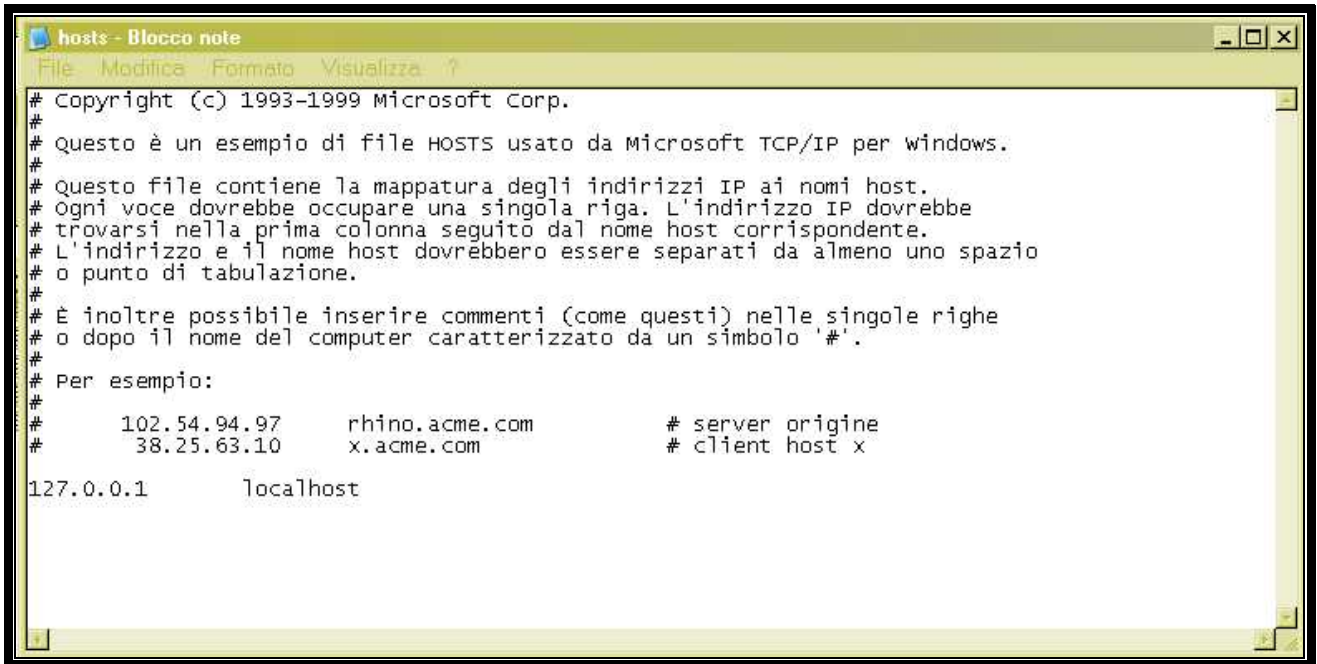 hosts - Blocco note
File Modifica Formato Visualizza ?
# Copyright (c) 1993-1999 Microsoft Corp.
#
# Questo è un esempio di file HOSTS usato da Microsoft TCP/IP per Windows.
#
# Questo file contiene la mappatura degli indirizzi IP ai nomi host.
# Ogni voce dovrebbe occupare una singola riga. L'indirizzo IP dovrebbe
# trovarsi nella prima colonna seguito dal nome host corrispondente.
# L'indirizzo e il nome host dovrebbero essere separati da almeno uno spazio
# o punto di tabulazione.
#
# È inoltre possibile inserire commenti (come questi) nelle singole righe
# o dopo il nome del computer caratterizzato da un simbolo '#'.
#
# Per esempio:
#
#      102.54.94.97     rhino.acme.com          # server origine
#       38.25.63.10     x.acme.com              # client host x

127.0.0.1       localhost